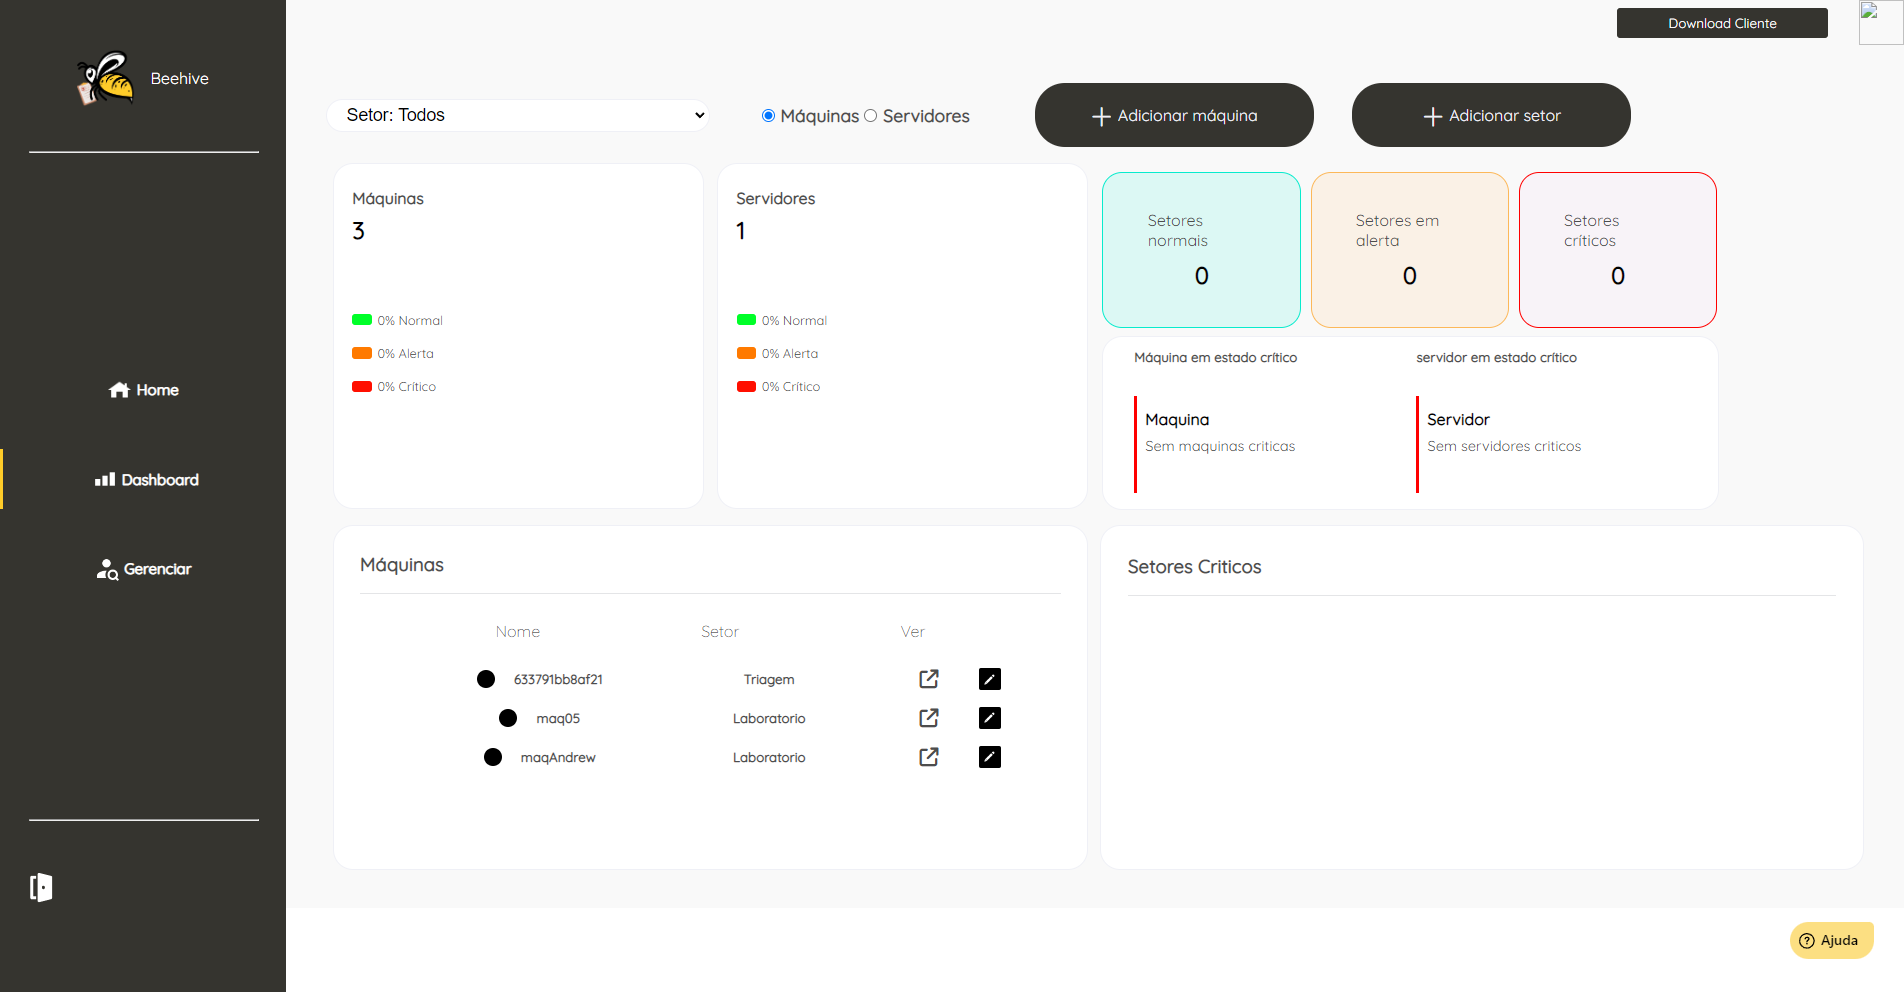 Download Cliente
Beehive
Setor: Todos
Máquinas Servidores
Adicionar máquina
Adicionar setor
Máquinas
3
0% Normal
0% Alerta
0% Crítico
Servidores
1
0% Normal
0% Alerta
0% Crítico
Setores
normais
0
Setores em
alerta
0
Setores
críticos
0
Máquina em estado crítico
Maquina
Sem maquinas criticas
servidor em estado crítico
Servidor
Sem servidores criticos
Home
Dashboard
Gerenciar
Máquinas
Nome Setor Ver
633791bb8af21 Triagem
maq05 Laboratorio
maqAndrew Laboratorio
Setores Criticos
Ajuda